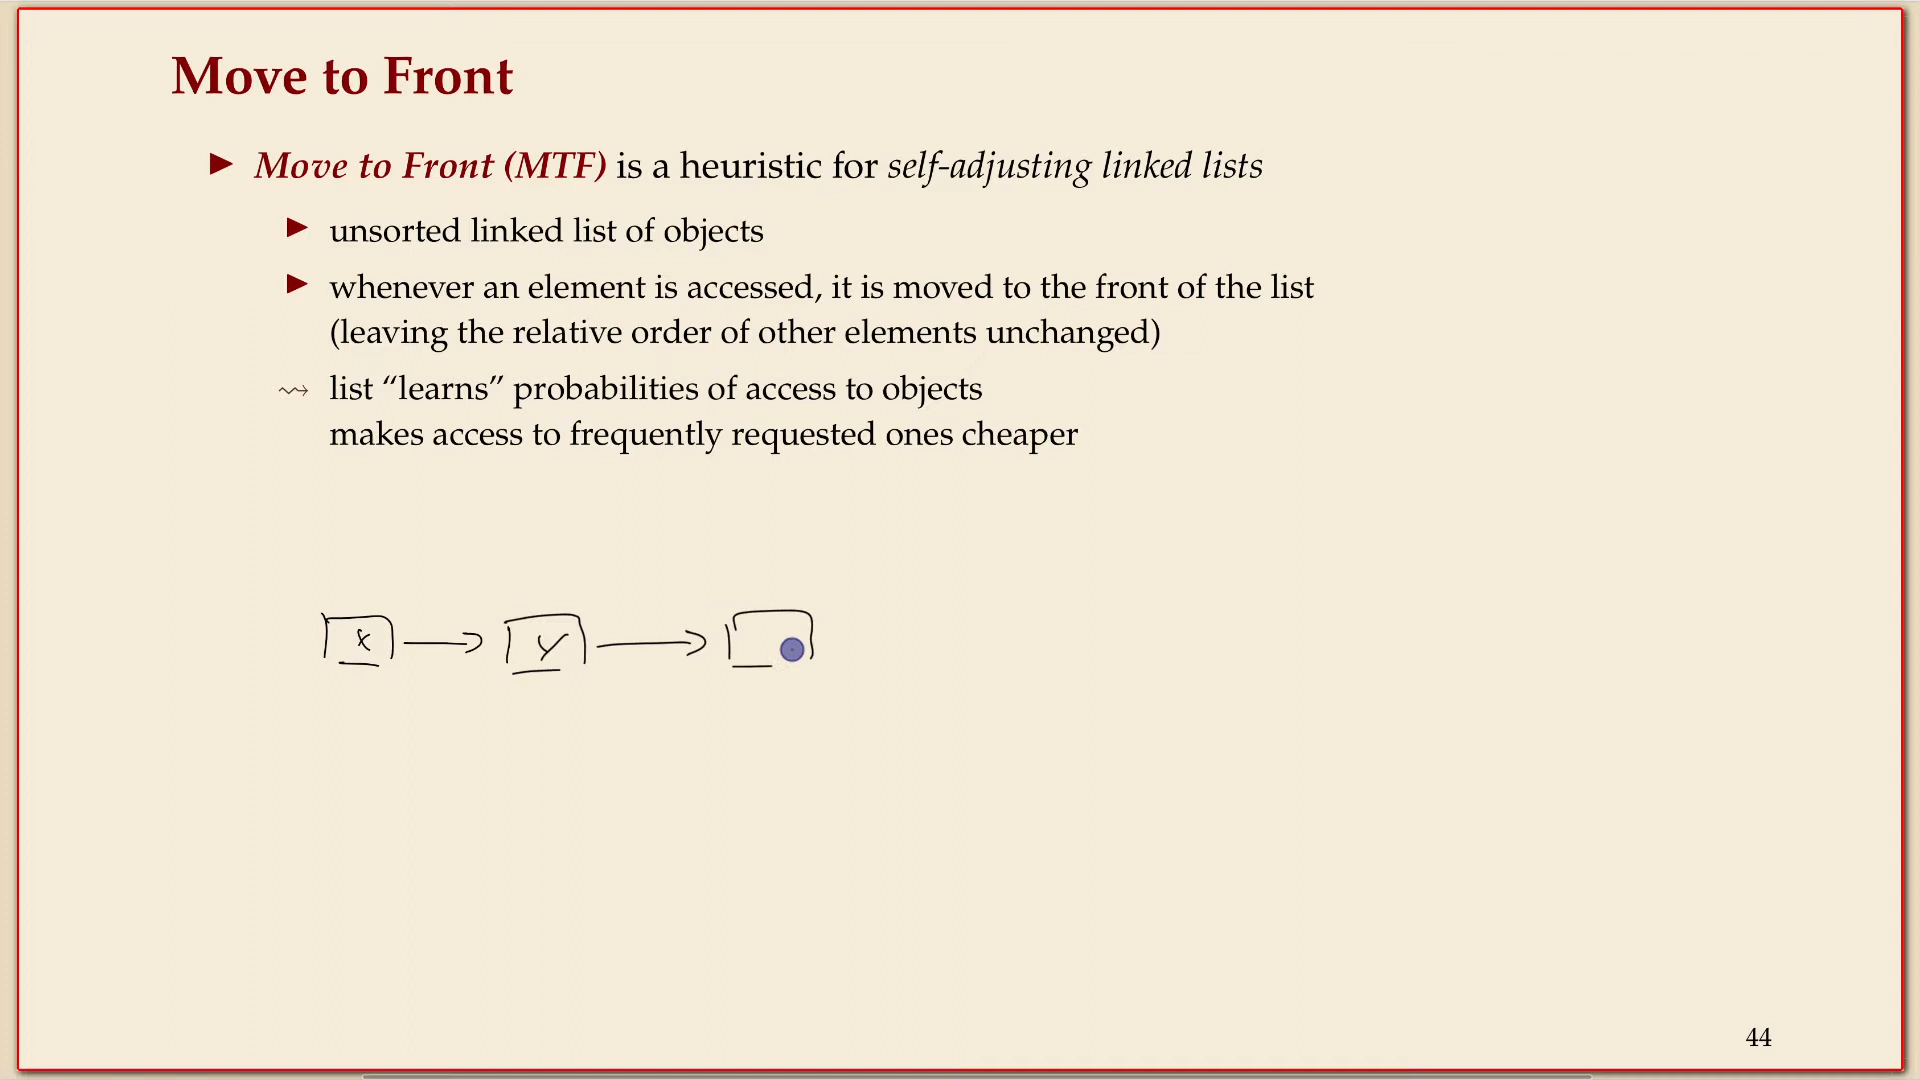 Move to Front
▶ Move to Front (MTF) is a heuristic for self-adjusting linked lists
▶ unsorted linked list of objects
▶ whenever an element is accessed, it is moved to the front of the list
(leaving the relative order of other elements unchanged)
⇝ list “learns” probabilities of access to objects
makes access to frequently requested ones cheaper
x y
44